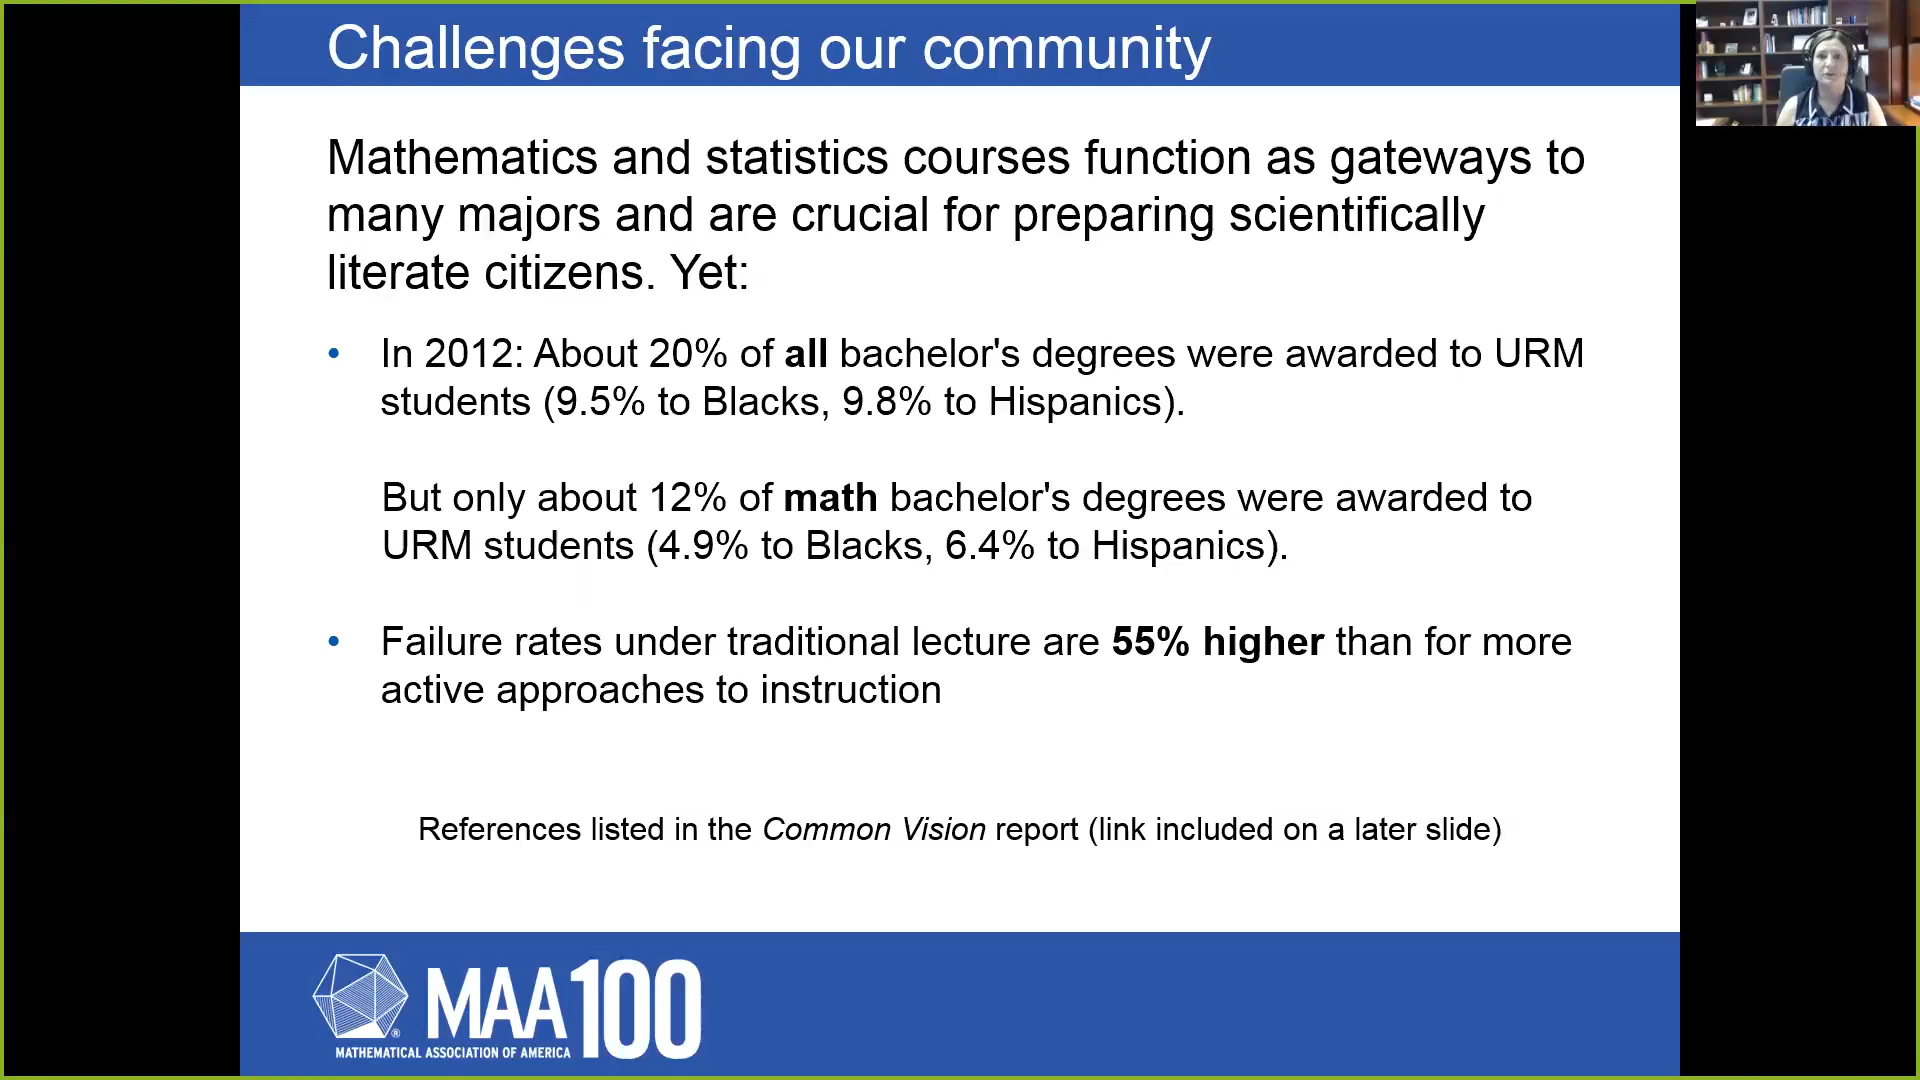 Challenges facing our community
Mathematics and statistics courses function as gateways to
many majors and are crucial for preparing scientifically
literate citizens. Yet:
• In 2012: About 20% of all bachelor's degrees were awarded to URM
students (9.5% to Blacks, 9.8% to Hispanics).
But only about 12% of math bachelor's degrees were awarded to
URM students (4.9% to Blacks, 6.4% to Hispanics).
• Failure rates under traditional lecture are 55% higher than for more
active approaches to instruction
References listed in the Common Vision report (link included on a later slide)
MAA100
®
MATHEMATICAL ASSOCIATION OF AMERICA